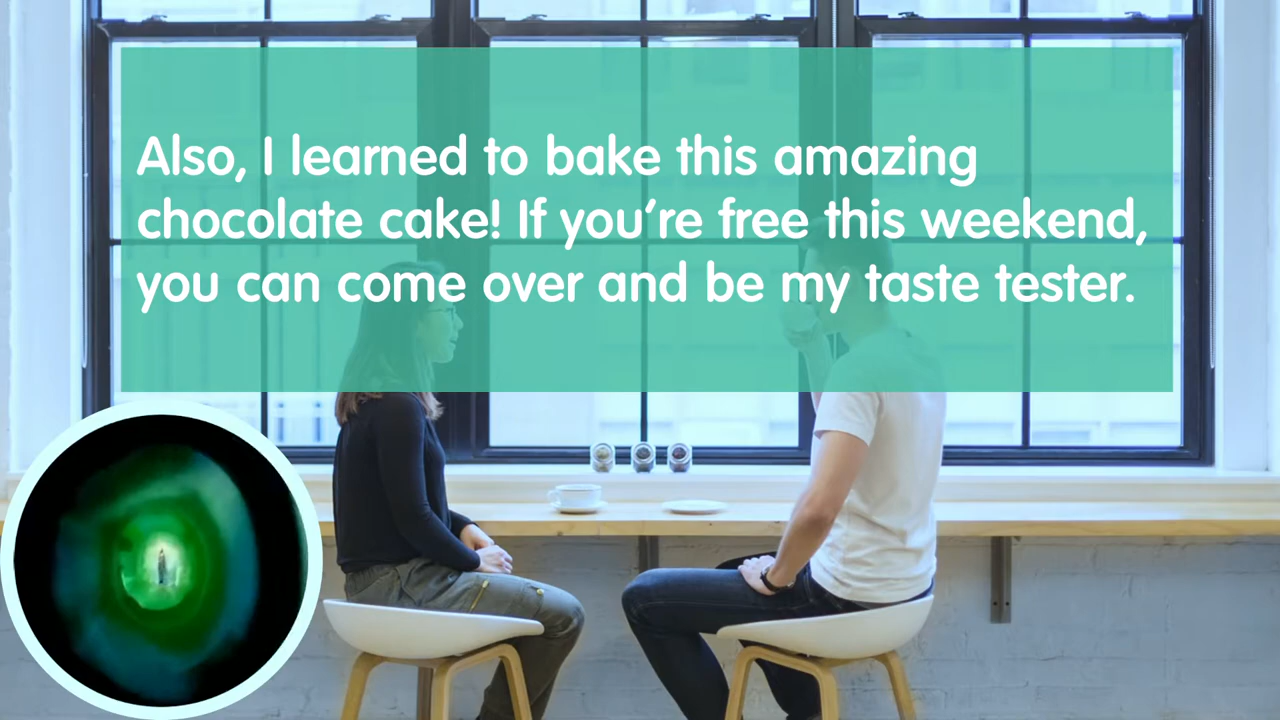 Also, I learned to bake this amazing
chocolate cake! If you’re free this weekend,
you can come over and be my taste tester.